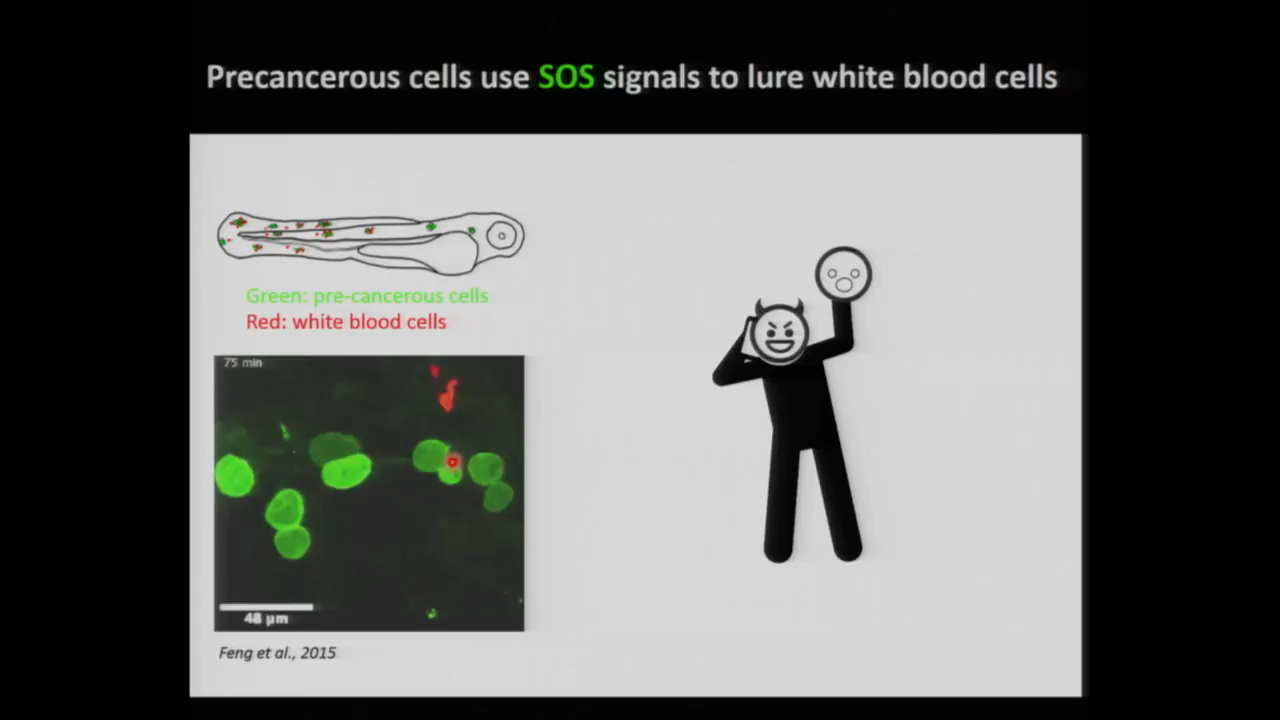 Precancerous cells use SOS signals to lure white blood cells
Green: pre-cancerous cells
Red: white blood cells
75 min
48 µm
Feng et al., 2015